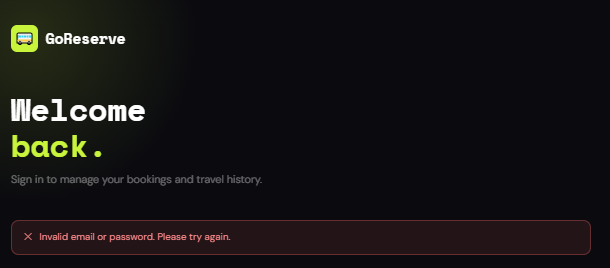 GoReserve
Welcome
back.
Sign in to manage your bookings and travel history.
Invalid email or password. Please try again.